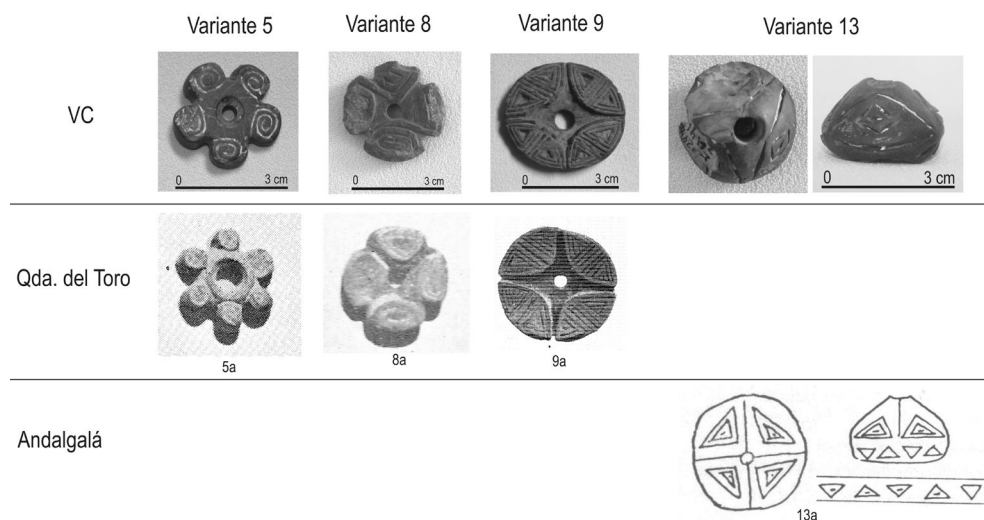 Variante 5 Variante 8 Variante 9 Variante 13
VC
0 3 cm 0 3 cm 0 3 cm 0 3 cm
Qda. del Toro
5a 8a 9a
Andalgalá
13a